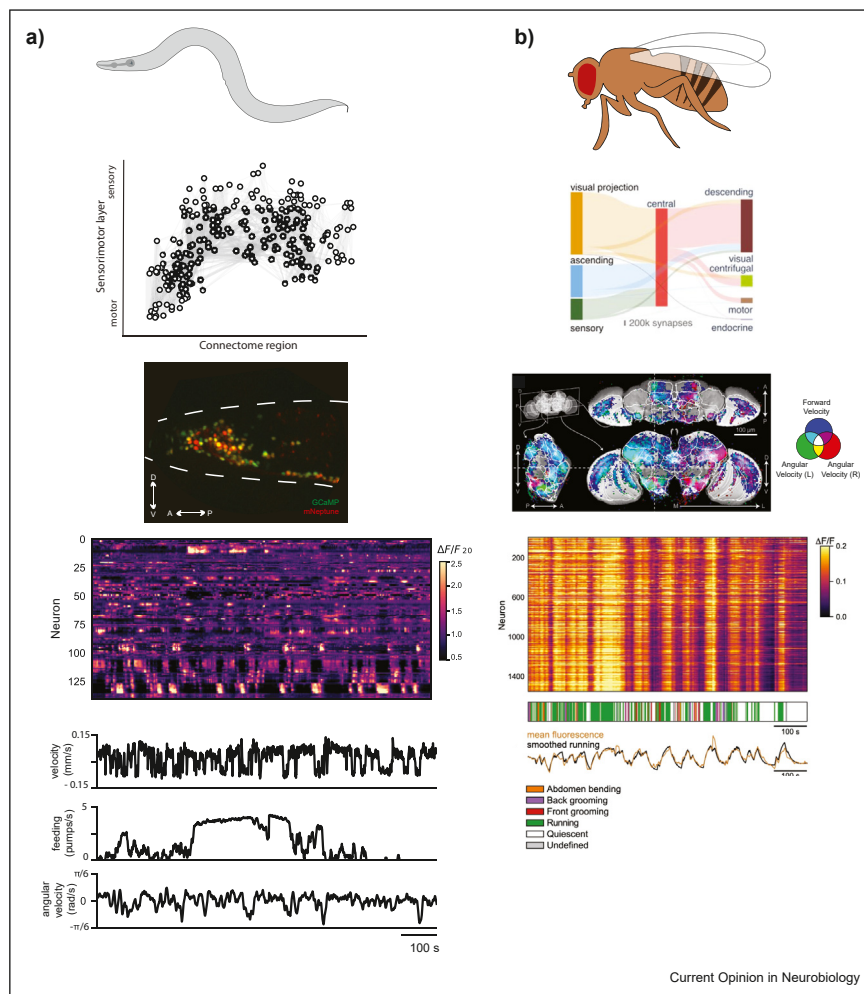 a)
sensory
Sensorimotor layer
motor
Connectome region
D
V
A
P
GCaMP
mNeptune
ΔF/F 20
0
25
50
75
100
125
Neuron
2.5
2.0
1.5
1.0
0.5
0.15
velocity
(mm/s)
- 0.15
5
feeding
(pumps/s)
0
π/6
angular
velocity
(rad/s)
0
-π/6
100 s
b)
visual projection
central
descending
ascending
visual
centrifugal
motor
sensory
200k synapses
endocrine
A
P
100 µm
D
V
D
V
P
A
M
L
Forward
Velocity
Angular
Velocity (L)
Angular
Velocity (R)
ΔF/F
200
600
1000
1400
Neuron
0.2
0.1
0.0
100 s
mean fluorescence
smoothed running
100 s
Abdomen bending
Back grooming
Front grooming
Running
Quiescent
Undefined
Current Opinion in Neurobiology